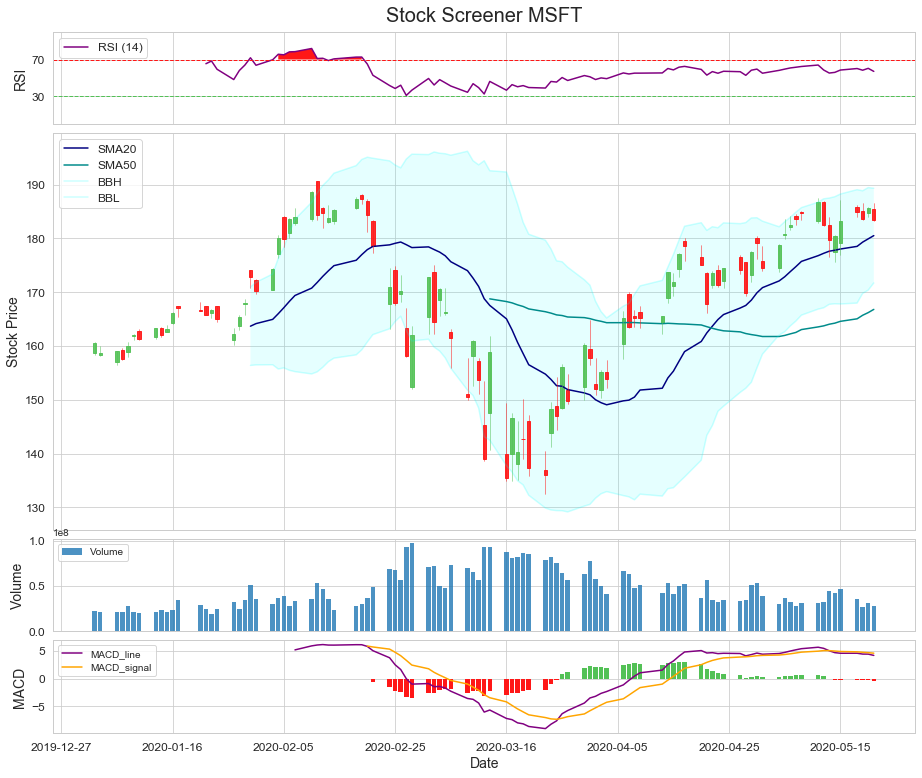 Stock Screener MSFT
RSI (14)
RSI
70
30
SMA20
SMA50
BBH
BBL
Stock Price
190
180
170
160
150
140
130
1e8
Volume
Volume
1.0
0.5
0.0
MACD_line
MACD_signal
MACD
5
0
−5
2019-12-27 2020-01-16 2020-02-05 2020-02-25 2020-03-16 2020-04-05 2020-04-25 2020-05-15
Date